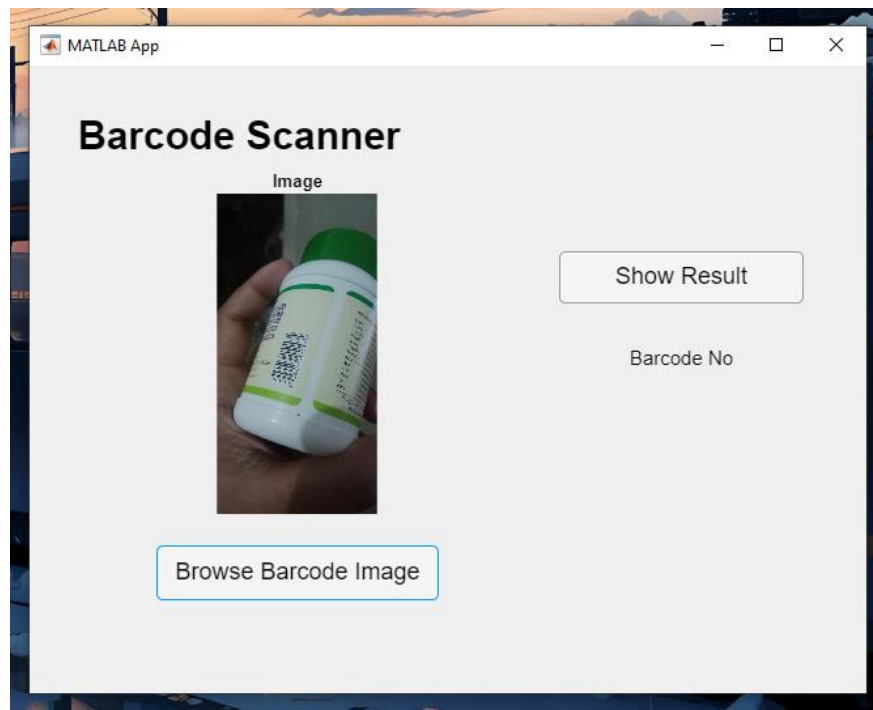 MATLAB App
Barcode Scanner
Image
Show Result
Barcode No
Browse Barcode Image